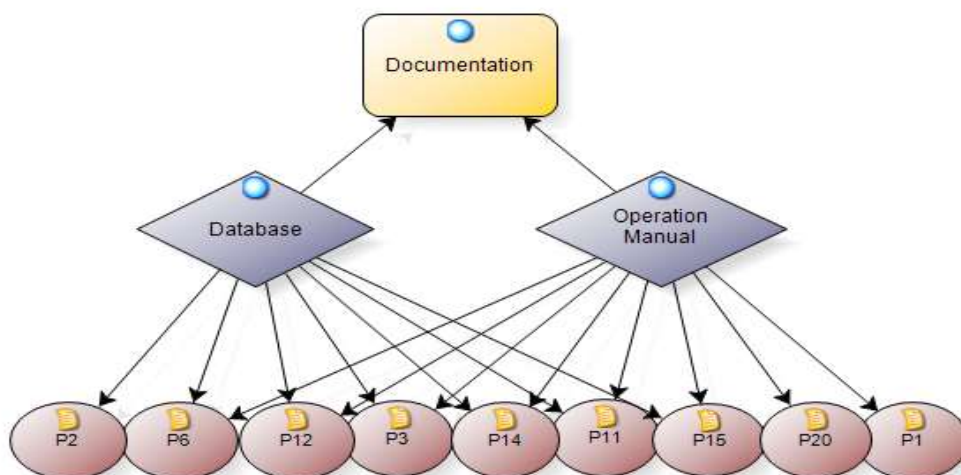 Documentation
Database
Operation
Manual
P2
P6
P12
P3
P14
P11
P15
P20
P1